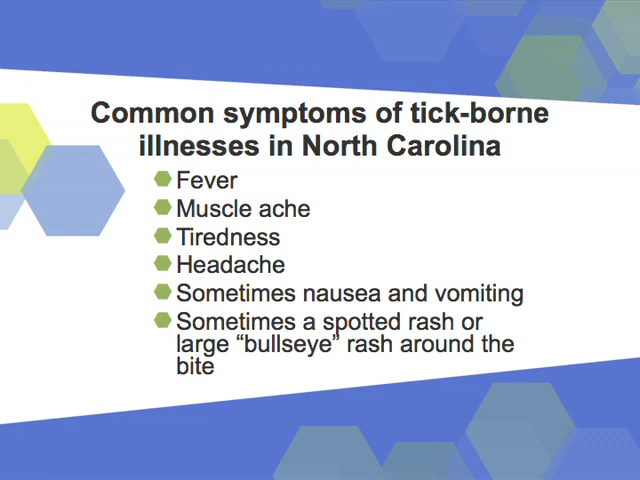 Common symptoms of tick-borne
illnesses in North Carolina
Fever
Muscle ache
Tiredness
Headache
Sometimes nausea and vomiting
Sometimes a spotted rash or
large “bullseye” rash around the
bite